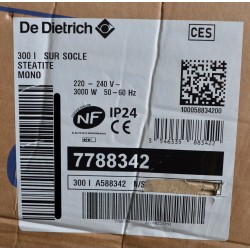 De Dietrich
CES
300 l SUR SOCLE
STEATITE
MONO
220 - 240 V~
3000 W 50-60 Hz
100058834200
NF
IP24
CE
7788342
300 l A588342 N/S